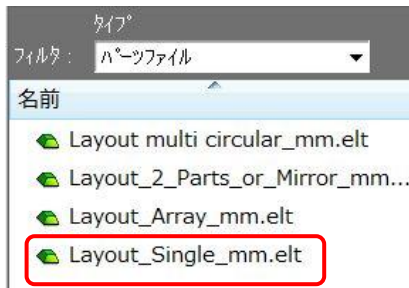 ﾀｲﾌﾟ
ﾌｨﾙﾀ : ﾊﾟｰﾂﾌｧｲﾙ
名前
Layout multi circular_mm.elt
Layout_2_Parts_or_Mirror_mm...
Layout_Array_mm.elt
Layout_Single_mm.elt